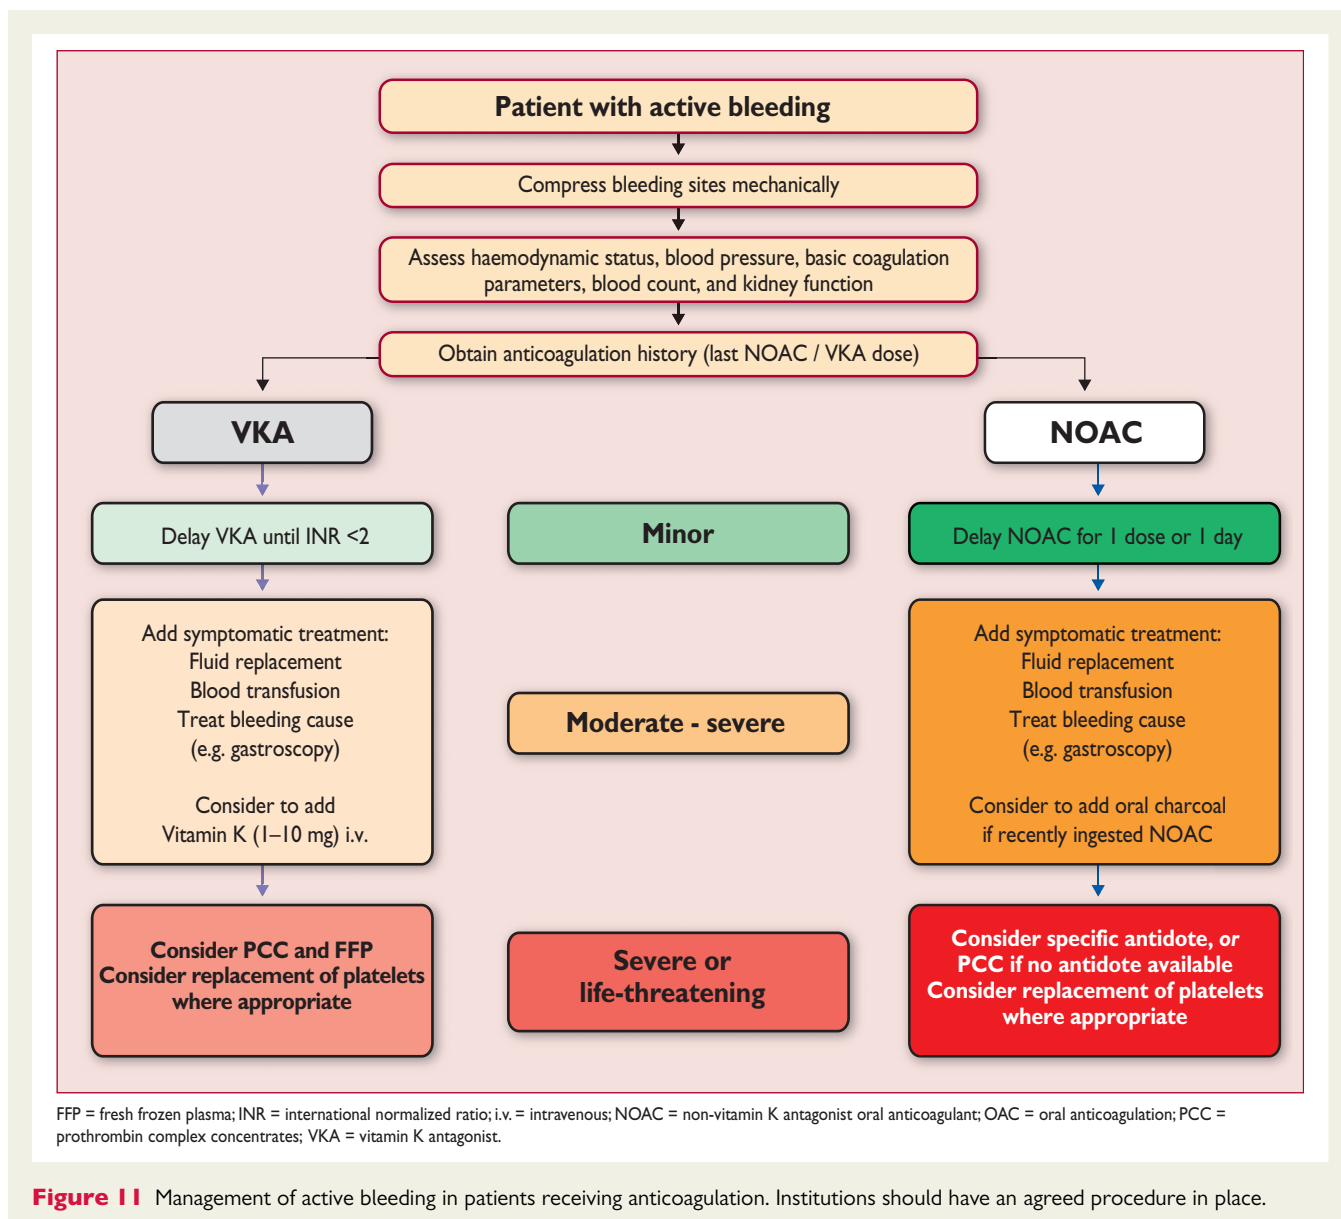 Patient with active bleeding
Compress bleeding sites mechanically
Assess haemodynamic status, blood pressure, basic coagulation
parameters, blood count, and kidney function
Obtain anticoagulation history (last NOAC / VKA dose)
VKA
NOAC
Delay VKA until INR <2
Minor
Delay NOAC for 1 dose or 1 day
Add symptomatic treatment:
Fluid replacement
Blood transfusion
Treat bleeding cause
(e.g. gastroscopy)
Consider to add
Vitamin K (1–10 mg) i.v.
Moderate - severe
Add symptomatic treatment:
Fluid replacement
Blood transfusion
Treat bleeding cause
(e.g. gastroscopy)
Consider to add oral charcoal
if recently ingested NOAC
Consider PCC and FFP
Consider replacement of platelets
where appropriate
Severe or
life-threatening
Consider specific antidote, or
PCC if no antidote available
Consider replacement of platelets
where appropriate
FFP = fresh frozen plasma; INR = international normalized ratio; i.v. = intravenous; NOAC = non-vitamin K antagonist oral anticoagulant; OAC = oral anticoagulation; PCC =
prothrombin complex concentrates; VKA = vitamin K antagonist.
Figure 11 Management of active bleeding in patients receiving anticoagulation. Institutions should have an agreed procedure in place.